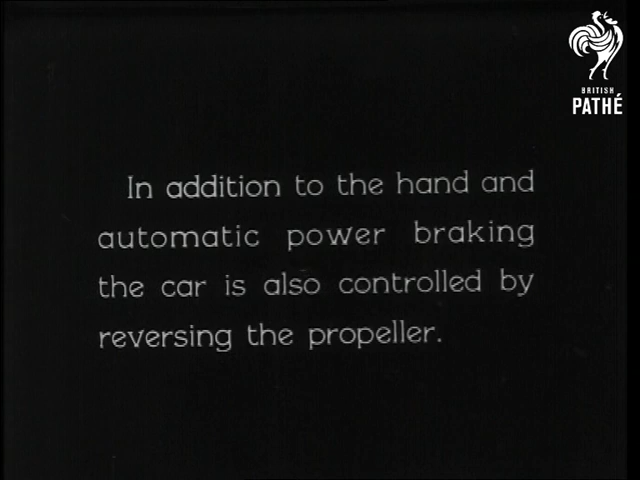 BRITISH
PATHÉ
In addition to the hand and
automatic power braking
the car is also controlled by
reversing the propeller.